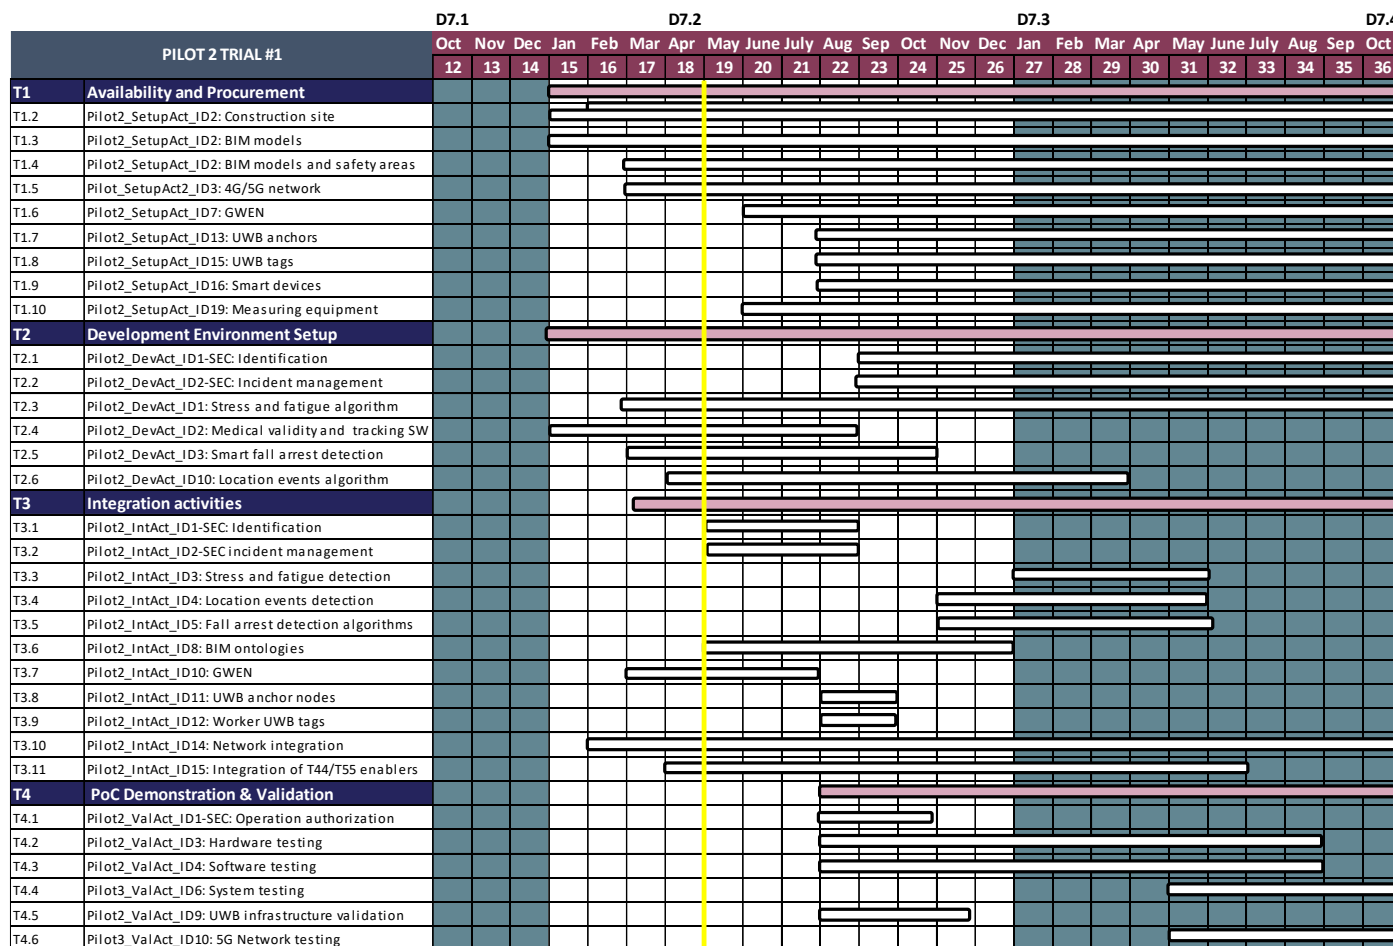 D7.1 D7.2 D7.3 D7.4
PILOT 2 TRIAL #1
Oct Nov Dec Jan Feb Mar Apr May June July Aug Sep Oct Nov Dec Jan Feb Mar Apr May June July Aug Sep Oct
12 13 14 15 16 17 18 19 20 21 22 23 24 25 26 27 28 29 30 31 32 33 34 35 36
T1 Availability and Procurement
T1.2 Pilot2_SetupAct_ID2: Construction site
T1.3 Pilot2_SetupAct_ID2: BIM models
T1.4 Pilot2_SetupAct_ID2: BIM models and safety areas
T1.5 Pilot_SetupAct2_ID3: 4G/5G network
T1.6 Pilot2_SetupAct_ID7: GWEN
T1.7 Pilot2_SetupAct_ID13: UWB anchors
T1.8 Pilot2_SetupAct_ID15: UWB tags
T1.9 Pilot2_SetupAct_ID16: Smart devices
T1.10 Pilot2_SetupAct_ID19: Measuring equipment
T2 Development Environment Setup
T2.1 Pilot2_DevAct_ID1-SEC: Identification
T2.2 Pilot2_DevAct_ID2-SEC: Incident management
T2.3 Pilot2_DevAct_ID1: Stress and fatigue algorithm
T2.4 Pilot2_DevAct_ID2: Medical validity and tracking SW
T2.5 Pilot2_DevAct_ID3: Smart fall arrest detection
T2.6 Pilot2_DevAct_ID10: Location events algorithm
T3 Integration activities
T3.1 Pilot2_IntAct_ID1-SEC: Identification
T3.2 Pilot2_IntAct_ID2-SEC incident management
T3.3 Pilot2_IntAct_ID3: Stress and fatigue detection
T3.4 Pilot2_IntAct_ID4: Location events detection
T3.5 Pilot2_IntAct_ID5: Fall arrest detection algorithms
T3.6 Pilot2_IntAct_ID8: BIM ontologies
T3.7 Pilot2_IntAct_ID10: GWEN
T3.8 Pilot2_IntAct_ID11: UWB anchor nodes
T3.9 Pilot2_IntAct_ID12: Worker UWB tags
T3.10 Pilot2_IntAct_ID14: Network integration
T3.11 Pilot2_IntAct_ID15: Integration of T44/T55 enablers
T4 PoC Demonstration & Validation
T4.1 Pilot2_ValAct_ID1-SEC: Operation authorization
T4.2 Pilot2_ValAct_ID3: Hardware testing
T4.3 Pilot2_ValAct_ID4: Software testing
T4.4 Pilot3_ValAct_ID6: System testing
T4.5 Pilot2_ValAct_ID9: UWB infrastructure validation
T4.6 Pilot3_ValAct_ID10: 5G Network testing